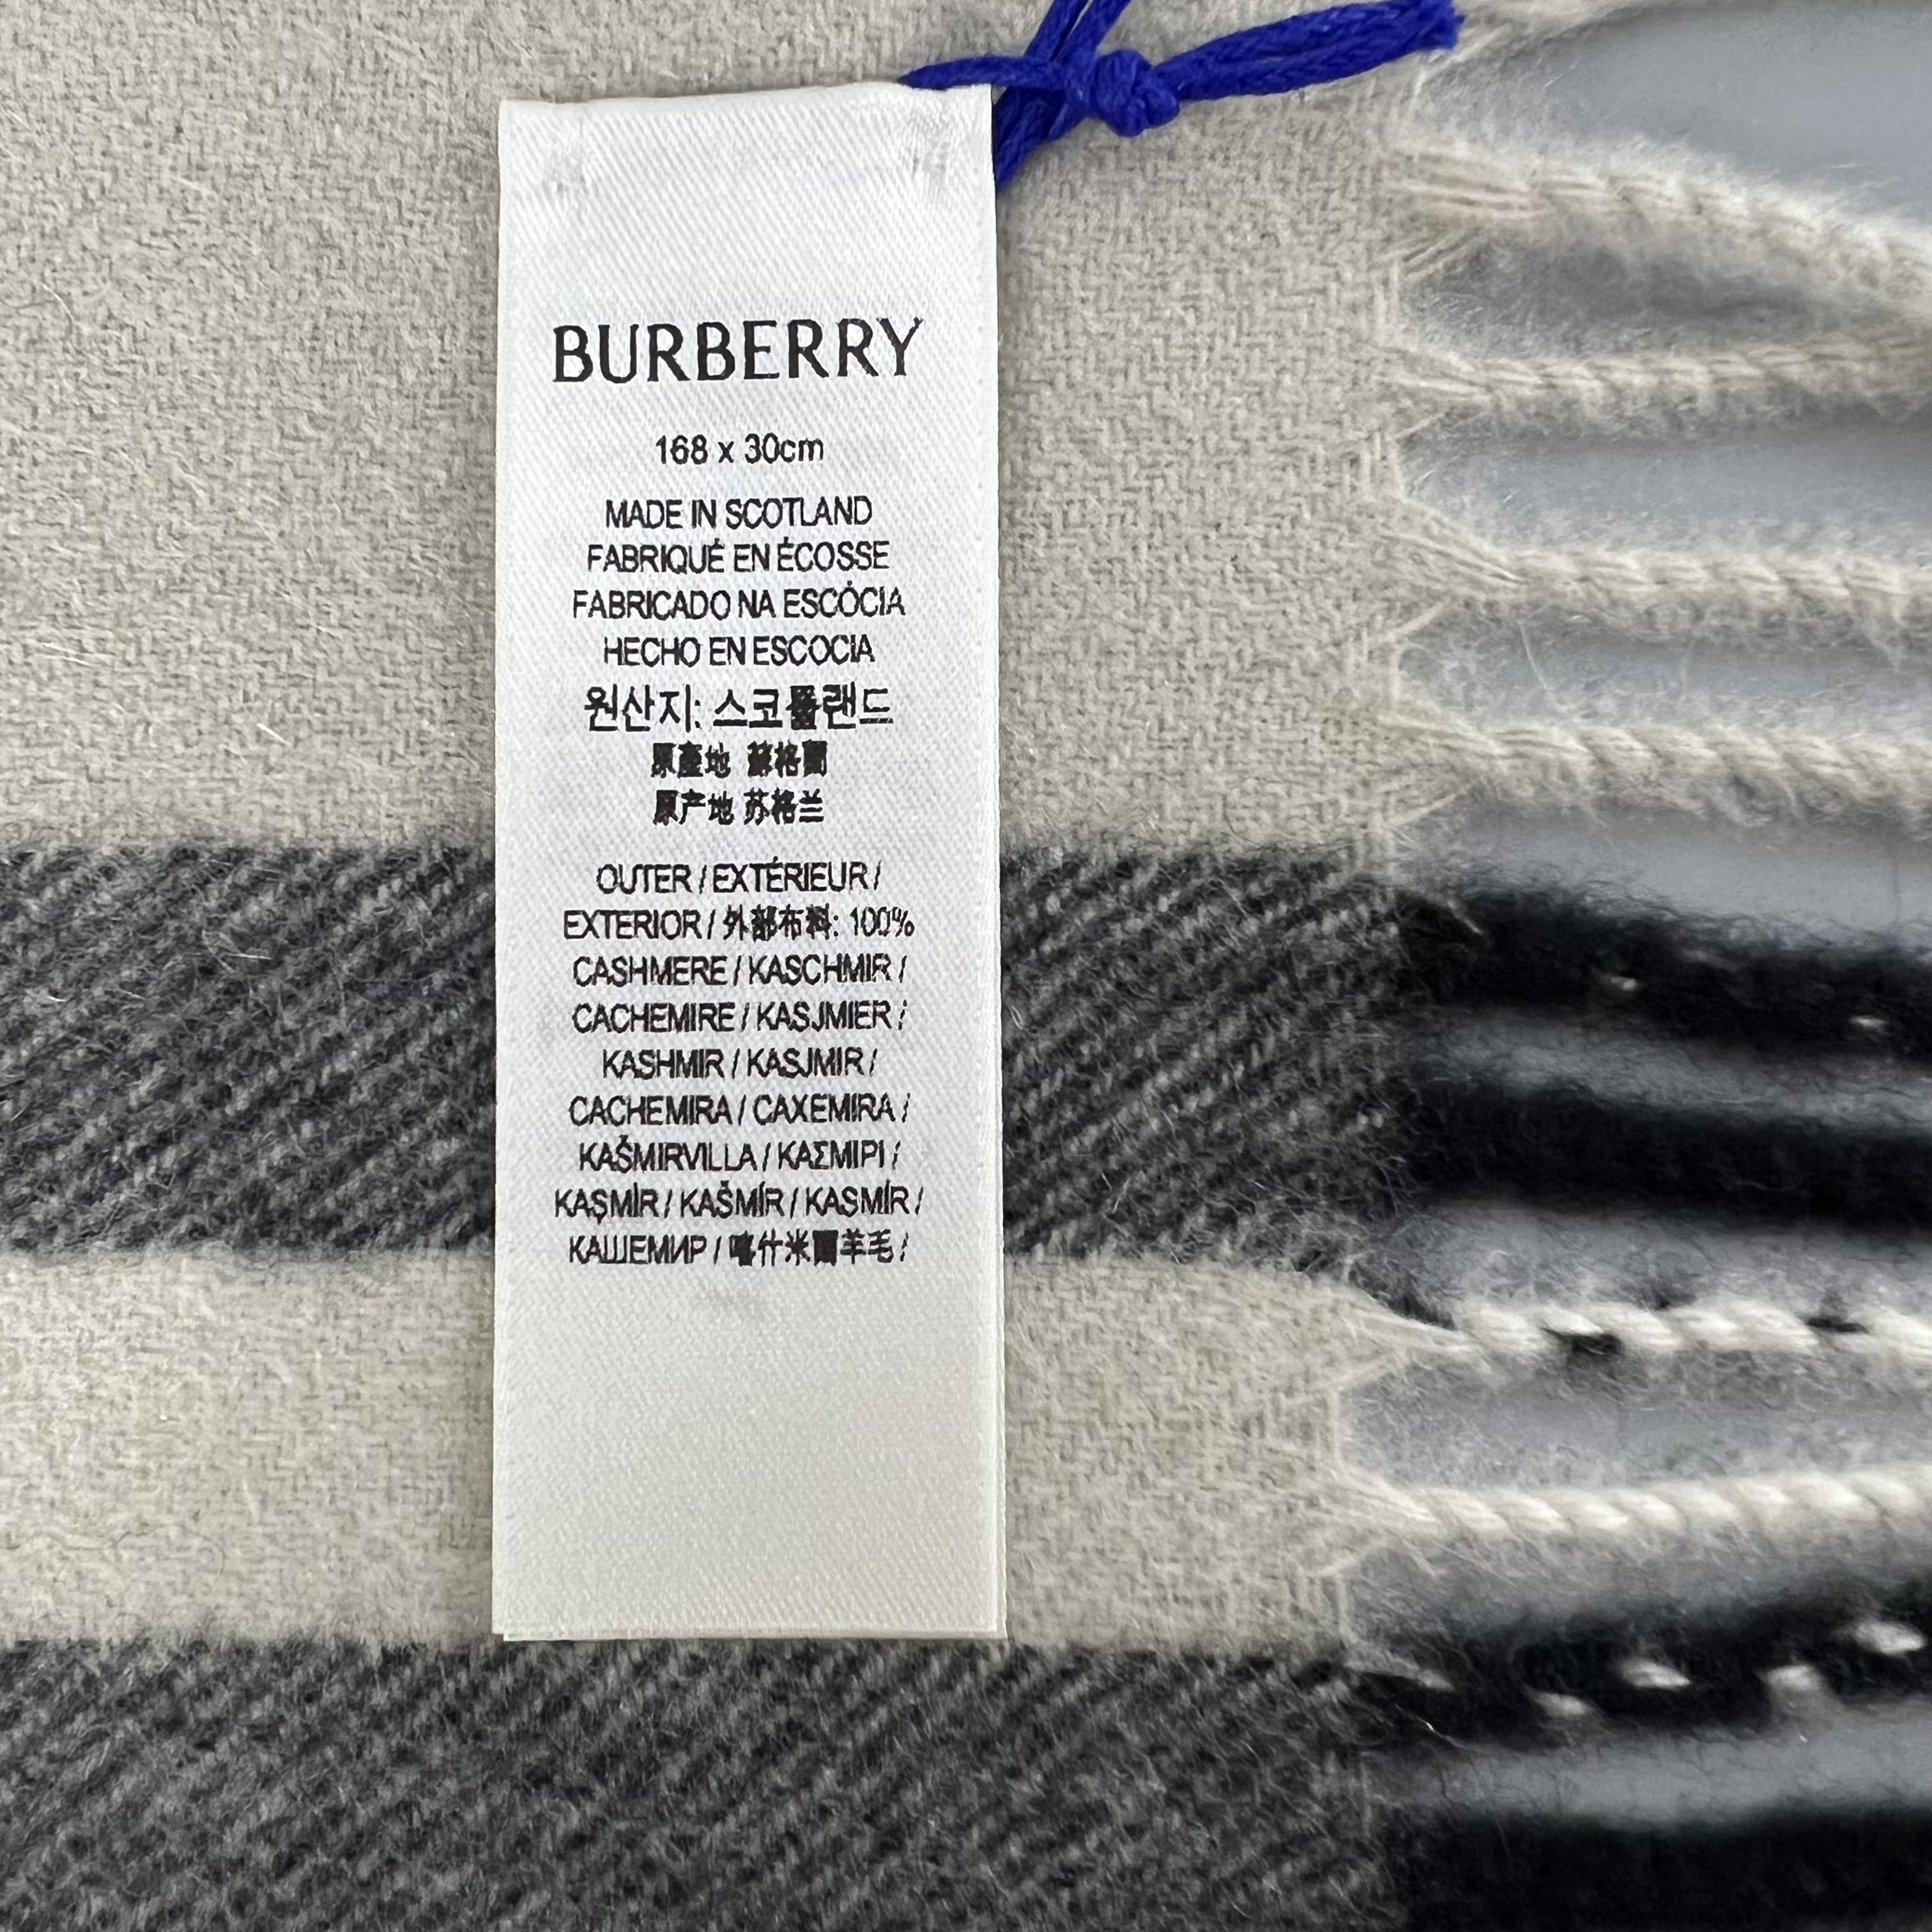 BURBERRY
168 x 30cm
MADE IN SCOTLAND
FABRIQUÉ EN ÉCOSSE
FABRICADO NA ESCÓCIA
HECHO EN ESCOCIA
원산지: 스코틀랜드
原產地 蘇格蘭
原产地 苏格兰
OUTER / EXTÉRIEUR /
EXTERIOR / 外部布料: 100%
CASHMERE / KASCHMIR /
CACHEMIRE / KASJMIER /
KASHMIR / KASJMIR /
CACHEMIRA / CAXEMIRA /
KAŠMIRVILLA / ΚΑΣΜΙΡΙ /
KAŞMİR / KAŠMÍR / KASMÍR /
КАШЕМИР / 喀什米爾羊毛 /